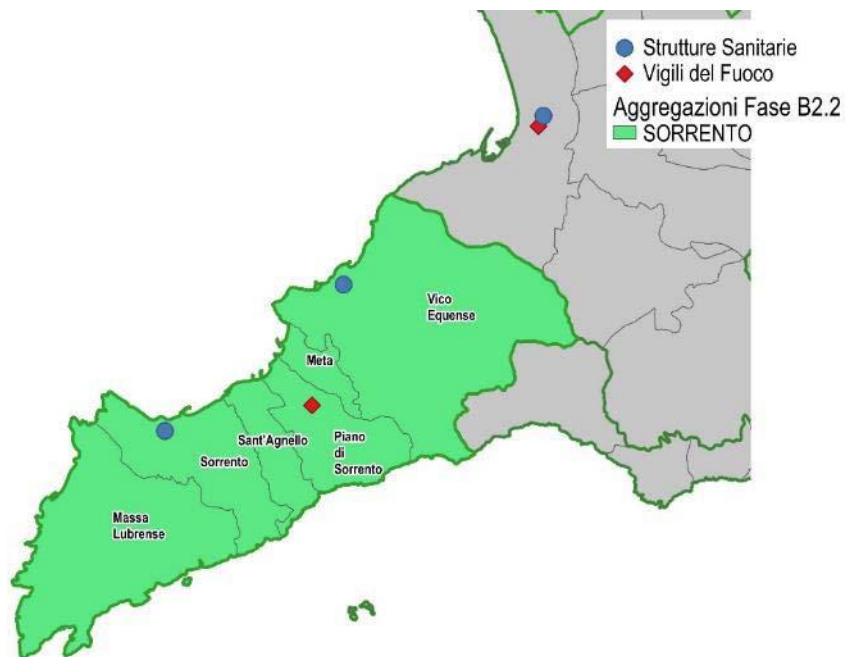 Strutture Sanitarie
Vigili del Fuoco
Aggregazioni Fase B2.2
SORRENTO
Vico
Equense
Meta
Sant'Agnello
Piano
di
Sorrento
Sorrento
Massa
Lubrense